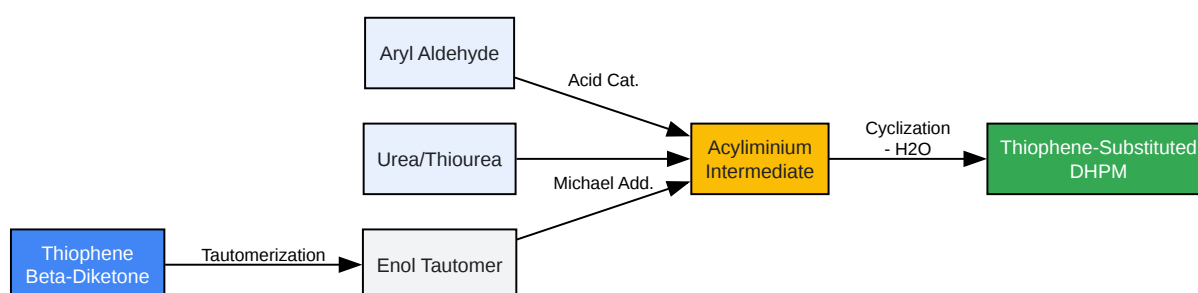 Aryl Aldehyde
Acid Cat.
Urea/Thiourea
Acyliminium
Intermediate
Cyclization
- H2O
Thiophene-Substituted
DHPM
Michael Add.
Thiophene
Beta-Diketone
Tautomerization
Enol Tautomer